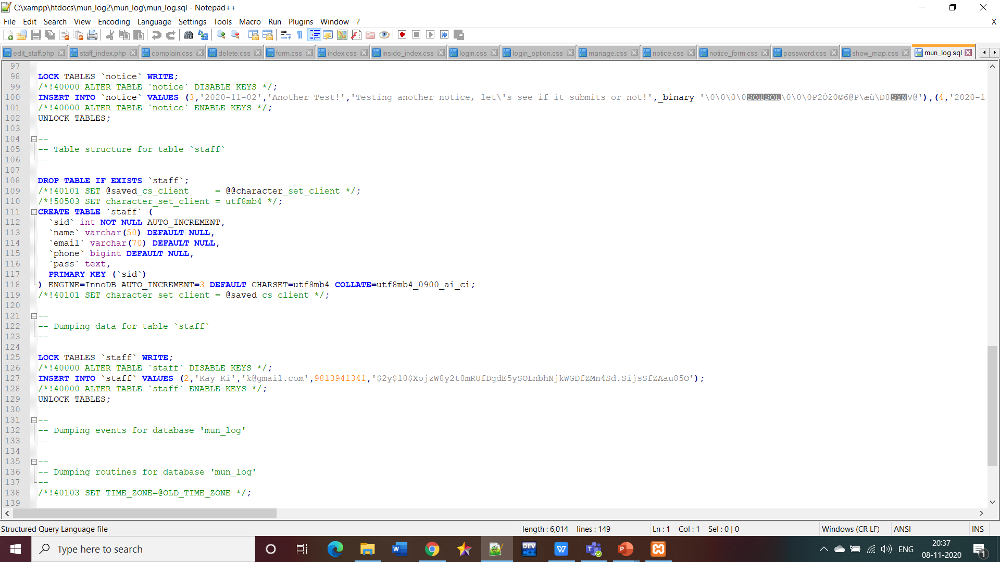 C:\xampp\htdocs\mun_log2\mun_log\mun_log.sql - Notepad++
File Edit Search View Encoding Language Settings Tools Macro Run Plugins Window ? X
edit_staff.php staff_index.php complain.css delete.css form.css index.css inside_index.css login.css login_option.css manage.css notice.css notice_form.css password.css show_map.css mun_log.sql
97
98 LOCK TABLES `notice` WRITE;
99 /*!40000 ALTER TABLE `notice` DISABLE KEYS */;
100 INSERT INTO `notice` VALUES (3,'2020-11-02','Another Test!','Testing another notice, let\'s see if it submits or not!',_binary '\0\0\0\0SOHSOH\0\0\0P2Óž0©6@P\æù\Ð8SYNV@'),(4,'2020-1
101 /*!40000 ALTER TABLE `notice` ENABLE KEYS */;
102 UNLOCK TABLES;
103
104 --
105 -- Table structure for table `staff`
106 --
107
108 DROP TABLE IF EXISTS `staff`;
109 /*!40101 SET @saved_cs_client     = @@character_set_client */;
110 /*!50503 SET character_set_client = utf8mb4 */;
111 CREATE TABLE `staff` (
112   `sid` int NOT NULL AUTO_INCREMENT,
113   `name` varchar(50) DEFAULT NULL,
114   `email` varchar(70) DEFAULT NULL,
115   `phone` bigint DEFAULT NULL,
116   `pass` text,
117   PRIMARY KEY (`sid`)
118 ) ENGINE=InnoDB AUTO_INCREMENT=3 DEFAULT CHARSET=utf8mb4 COLLATE=utf8mb4_0900_ai_ci;
119 /*!40101 SET character_set_client = @saved_cs_client */;
120
121 --
122 -- Dumping data for table `staff`
123 --
124
125 LOCK TABLES `staff` WRITE;
126 /*!40000 ALTER TABLE `staff` DISABLE KEYS */;
127 INSERT INTO `staff` VALUES (2,'Kay Ki','k@gmail.com',9813941341,'$2y$10$XojzW8y2t8mRUfDgdE5ySOLnbhNjkWGDfZMn4Sd.SijsSfZAau85O');
128 /*!40000 ALTER TABLE `staff` ENABLE KEYS */;
129 UNLOCK TABLES;
130
131 --
132 -- Dumping events for database 'mun_log'
133 --
134
135 --
136 -- Dumping routines for database 'mun_log'
137 --
138 /*!40103 SET TIME_ZONE=@OLD_TIME_ZONE */;
139
Structured Query Language file length : 6,014 lines : 149 Ln : 1 Col : 1 Sel : 0 | 0 Windows (CR LF) ANSI INS
Type here to search DEV C++ ENG 20:37
08-11-2020 1